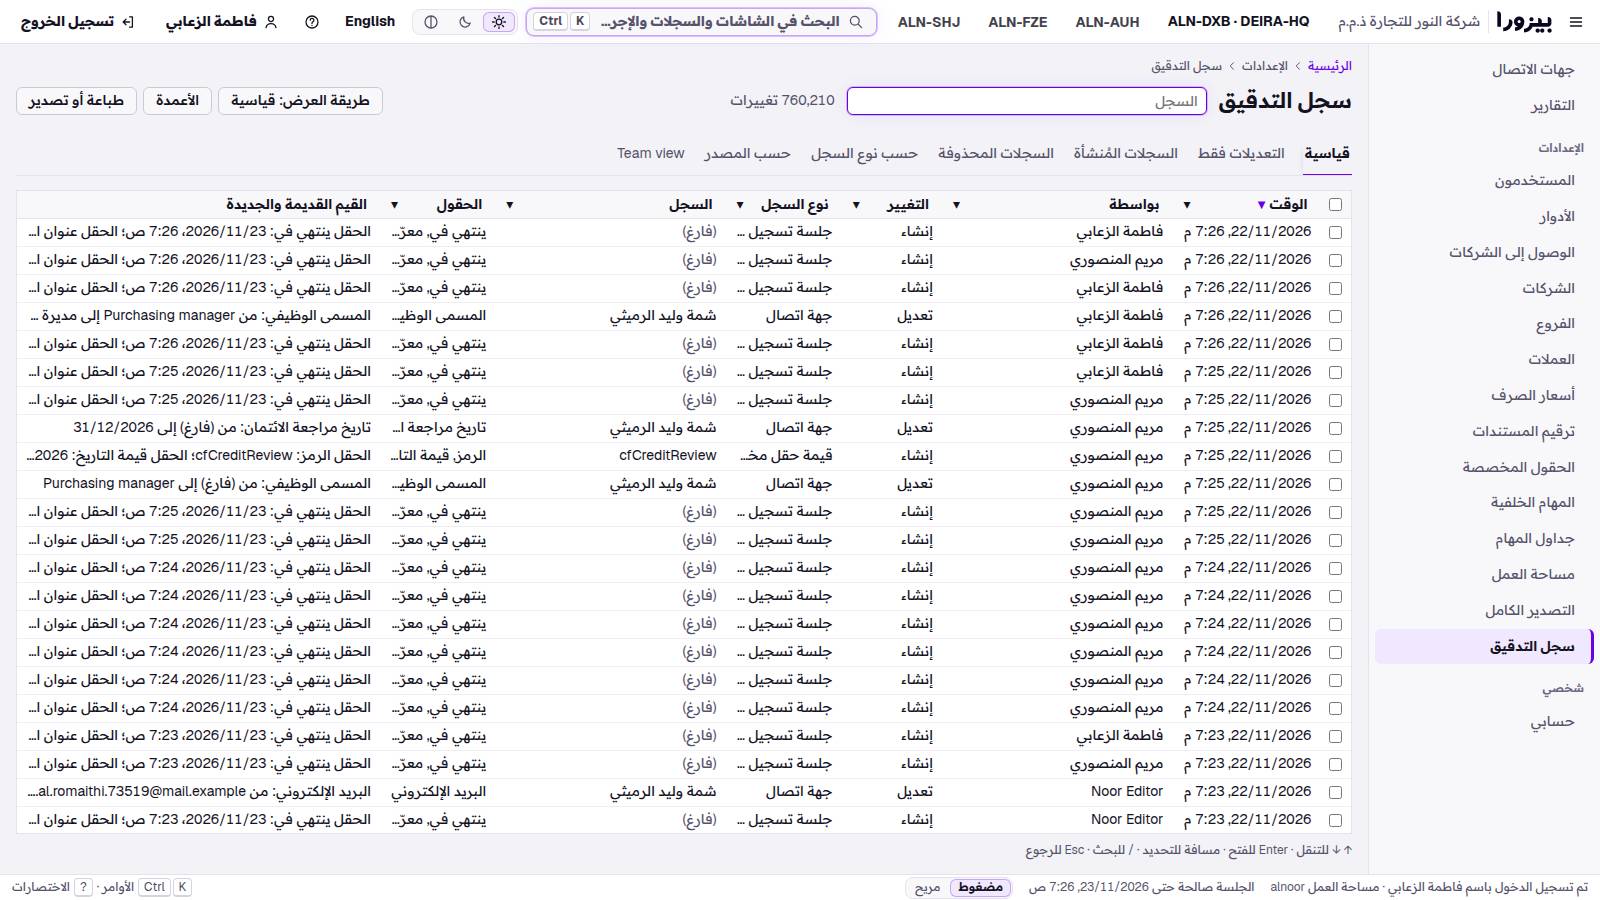 بيزورا
شركة النور للتجارة ذ.م.م
ALN-DXB · DEIRA-HQ
ALN-AUH
ALN-FZE
ALN-SHJ
البحث في الشاشات والسجلات والإجر... Ctrl K
English
فاطمة الزعابي
تسجيل الخروج
جهات الاتصال
التقارير
الإعدادات
المستخدمون
الأدوار
الوصول إلى الشركات
الشركات
الفروع
العملات
أسعار الصرف
ترقيم المستندات
الحقول المخصصة
المهام الخلفية
جداول المهام
مساحة العمل
التصدير الكامل
سجل التدقيق
شخصي
حسابي
الرئيسية › الإعدادات › سجل التدقيق
سجل التدقيق
السجل
760,210 تغييرات
طريقة العرض: قياسية
الأعمدة
طباعة أو تصدير
قياسية التعديلات فقط السجلات المُنشأة السجلات المحذوفة حسب نوع السجل حسب المصدر Team view
الوقت ▼ بواسطة التغيير نوع السجل السجل الحقول القيم القديمة والجديدة
22/11/2026, 7:26 م فاطمة الزعابي إنشاء جلسة تسجيل ... (فارغ) ينتهي في, معرّ... الحقل ينتهي في: 2026/11/23، 7:26 ص؛ الحقل عنوان ا...
22/11/2026, 7:26 م مريم المنصوري إنشاء جلسة تسجيل ... (فارغ) ينتهي في, معرّ... الحقل ينتهي في: 2026/11/23، 7:26 ص؛ الحقل عنوان ا...
22/11/2026, 7:26 م فاطمة الزعابي إنشاء جلسة تسجيل ... (فارغ) ينتهي في, معرّ... الحقل ينتهي في: 2026/11/23، 7:26 ص؛ الحقل عنوان ا...
22/11/2026, 7:26 م فاطمة الزعابي تعديل جهة اتصال شمة وليد الرميثي المسمى الوظيـ... المسمى الوظيفي: من Purchasing manager إلى مديرة ...
22/11/2026, 7:26 م فاطمة الزعابي إنشاء جلسة تسجيل ... (فارغ) ينتهي في, معرّ... الحقل ينتهي في: 2026/11/23، 7:26 ص؛ الحقل عنوان ا...
22/11/2026, 7:25 م فاطمة الزعابي إنشاء جلسة تسجيل ... (فارغ) ينتهي في, معرّ... الحقل ينتهي في: 2026/11/23، 7:25 ص؛ الحقل عنوان ا...
22/11/2026, 7:25 م مريم المنصوري إنشاء جلسة تسجيل ... (فارغ) ينتهي في, معرّ... الحقل ينتهي في: 2026/11/23، 7:25 ص؛ الحقل عنوان ا...
22/11/2026, 7:25 م مريم المنصوري تعديل جهة اتصال شمة وليد الرميثي تاريخ مراجعة ا... تاريخ مراجعة الائتمان: من (فارغ) إلى 31/12/2026
22/11/2026, 7:25 م مريم المنصوري إنشاء قيمة حقل مخـ... cfCreditReview الرمز, قيمة التا... الحقل الرمز: cfCreditReview؛ الحقل قيمة التاريخ: 2026...
22/11/2026, 7:25 م مريم المنصوري تعديل جهة اتصال شمة وليد الرميثي المسمى الوظيـ... المسمى الوظيفي: من (فارغ) إلى Purchasing manager
22/11/2026, 7:25 م مريم المنصوري إنشاء جلسة تسجيل ... (فارغ) ينتهي في, معرّ... الحقل ينتهي في: 2026/11/23، 7:25 ص؛ الحقل عنوان ا...
22/11/2026, 7:25 م مريم المنصوري إنشاء جلسة تسجيل ... (فارغ) ينتهي في, معرّ... الحقل ينتهي في: 2026/11/23، 7:25 ص؛ الحقل عنوان ا...
22/11/2026, 7:24 م مريم المنصوري إنشاء جلسة تسجيل ... (فارغ) ينتهي في, معرّ... الحقل ينتهي في: 2026/11/23، 7:24 ص؛ الحقل عنوان ا...
22/11/2026, 7:24 م مريم المنصوري إنشاء جلسة تسجيل ... (فارغ) ينتهي في, معرّ... الحقل ينتهي في: 2026/11/23، 7:24 ص؛ الحقل عنوان ا...
22/11/2026, 7:24 م مريم المنصوري إنشاء جلسة تسجيل ... (فارغ) ينتهي في, معرّ... الحقل ينتهي في: 2026/11/23، 7:24 ص؛ الحقل عنوان ا...
22/11/2026, 7:24 م مريم المنصوري إنشاء جلسة تسجيل ... (فارغ) ينتهي في, معرّ... الحقل ينتهي في: 2026/11/23، 7:24 ص؛ الحقل عنوان ا...
22/11/2026, 7:24 م مريم المنصوري إنشاء جلسة تسجيل ... (فارغ) ينتهي في, معرّ... الحقل ينتهي في: 2026/11/23، 7:24 ص؛ الحقل عنوان ا...
22/11/2026, 7:24 م مريم المنصوري إنشاء جلسة تسجيل ... (فارغ) ينتهي في, معرّ... الحقل ينتهي في: 2026/11/23، 7:24 ص؛ الحقل عنوان ا...
22/11/2026, 7:23 م فاطمة الزعابي إنشاء جلسة تسجيل ... (فارغ) ينتهي في, معرّ... الحقل ينتهي في: 2026/11/23، 7:23 ص؛ الحقل عنوان ا...
22/11/2026, 7:23 م مريم المنصوري إنشاء جلسة تسجيل ... (فارغ) ينتهي في, معرّ... الحقل ينتهي في: 2026/11/23، 7:23 ص؛ الحقل عنوان ا...
22/11/2026, 7:23 م Noor Editor تعديل جهة اتصال شمة وليد الرميثي البريد الإلكتروني البريد الإلكتروني: من al.romaithi.73519@mail.example...
22/11/2026, 7:23 م Noor Editor إنشاء جلسة تسجيل ... (فارغ) ينتهي في, معرّ... الحقل ينتهي في: 2026/11/23، 7:23 ص؛ الحقل عنوان ا...
↑↓ للتنقل · Enter للفتح · مسافة للتحديد · / للبحث · Esc للرجوع
تم تسجيل الدخول باسم فاطمة الزعابي · مساحة العمل alnoor
الجلسة صالحة حتى 23/11/2026, 7:26 ص
مضغوط مريح
Ctrl K الأوامر · ? الاختصارات